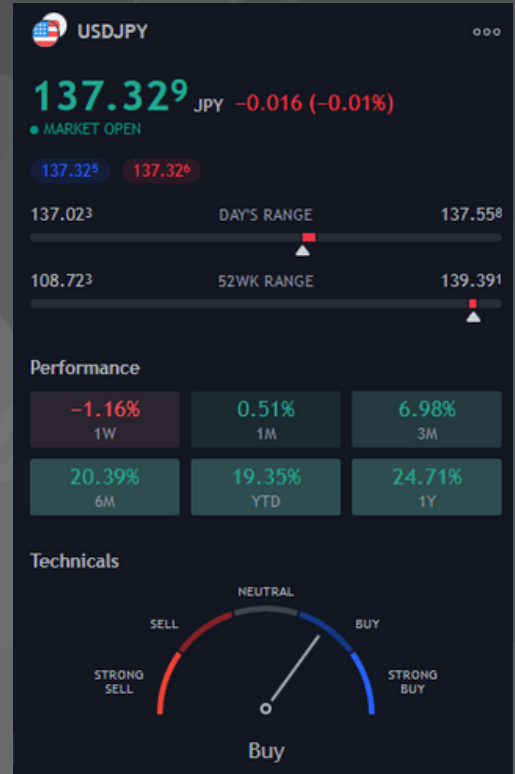 USDJPY
137.32⁹ JPY −0.016 (−0.01%)
MARKET OPEN
137.32⁵ 137.32⁶
137.02³ DAY'S RANGE 137.55⁸
108.72³ 52WK RANGE 139.39¹
Performance
−1.16% 0.51% 6.98%
1W 1M 3M
20.39% 19.35% 24.71%
6M YTD 1Y
Technicals
NEUTRAL
SELL BUY
STRONG SELL STRONG BUY
Buy